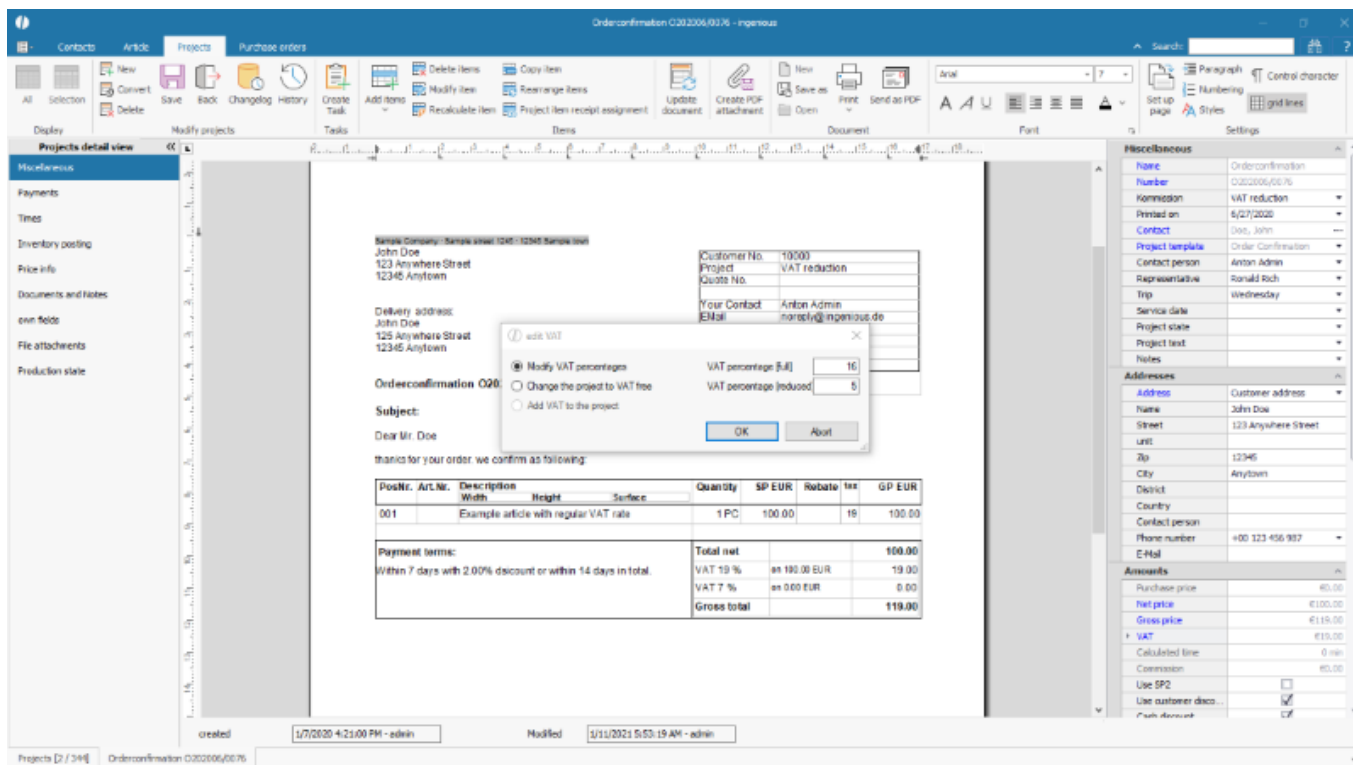 Orderconfirmation O202006/0076 - ingenious
Contacts Article Projects Purchase orders Search: ?
New
Convert
Delete
All Selection Save Back Changelog History Create Task Add items
Delete items Copy item
Modify item Rearrange items
Recalculate item Project item receipt assignment
Update document Create PDF attachment
New
Save as
Open
Print Send as PDF
Arial 7
A A U A
Set up page
Paragraph Control character
Numbering
Styles grid lines
Display Modify projects Tasks Items Document Font Settings
Projects detail view
Miscellaneous
Payments
Times
Inventory posting
Price info
Documents and Notes
own fields
File attachments
Production state
Sample Company - Sample street 1245 - 12345 Sample town
John Doe
123 Anywhere Street
12345 Anytown
Delivery address:
John Doe
125 Anywhere Street
12345 Anytown
Customer No. 10000
Project VAT reduction
Quote No.
Your Contact Anton Admin
EMail noreply@ingenious.de
Orderconfirmation O20
Subject:
Dear Mr. Doe
thanks for your order. we confirm as following:
edit VAT
Modify VAT percentages VAT percentage [full] 16
Change the project to VAT free VAT percentage [reduced 5
Add VAT to the project
OK Abort
PosNr. Art.Nr. Description Quantity SP EUR Rebate tax GP EUR
Width Height Surface
001 Example article with regular VAT rate 1 PC 100.00 19 100.00
Payment terms:
Within 7 days with 2.00% dsicount or within 14 days in total.
Total net 100.00
VAT 19 % on 100.00 EUR 19.00
VAT 7 % on 0.00 EUR 0.00
Gross total 119.00
Miscellaneous
Name Orderconfirmation
Number O202006/0076
Kommission VAT reduction
Printed on 6/27/2020
Contact Doe, John
Project template Order Confirmation
Contact person Anton Admin
Representative Ronald Rich
Trip Wednesday
Service date
Project state
Project text
Notes
Addresses
Address Customer address
Name John Doe
Street 123 Anywhere Street
unit
Zip 12345
City Anytown
District
Country
Contact person
Phone number +00 123 456 987
E-Mail
Amounts
Purchase price €0.00
Net price €100.00
Gross price €119.00
VAT €19.00
Calculated time 0 min
Commission €0.00
Use SP2
Use customer disco...
Cash discount
created 1/7/2020 4:21:00 PM - admin Modified 1/11/2021 5:53:19 AM - admin
Projects [2 / 344] Orderconfirmation O202006/0076